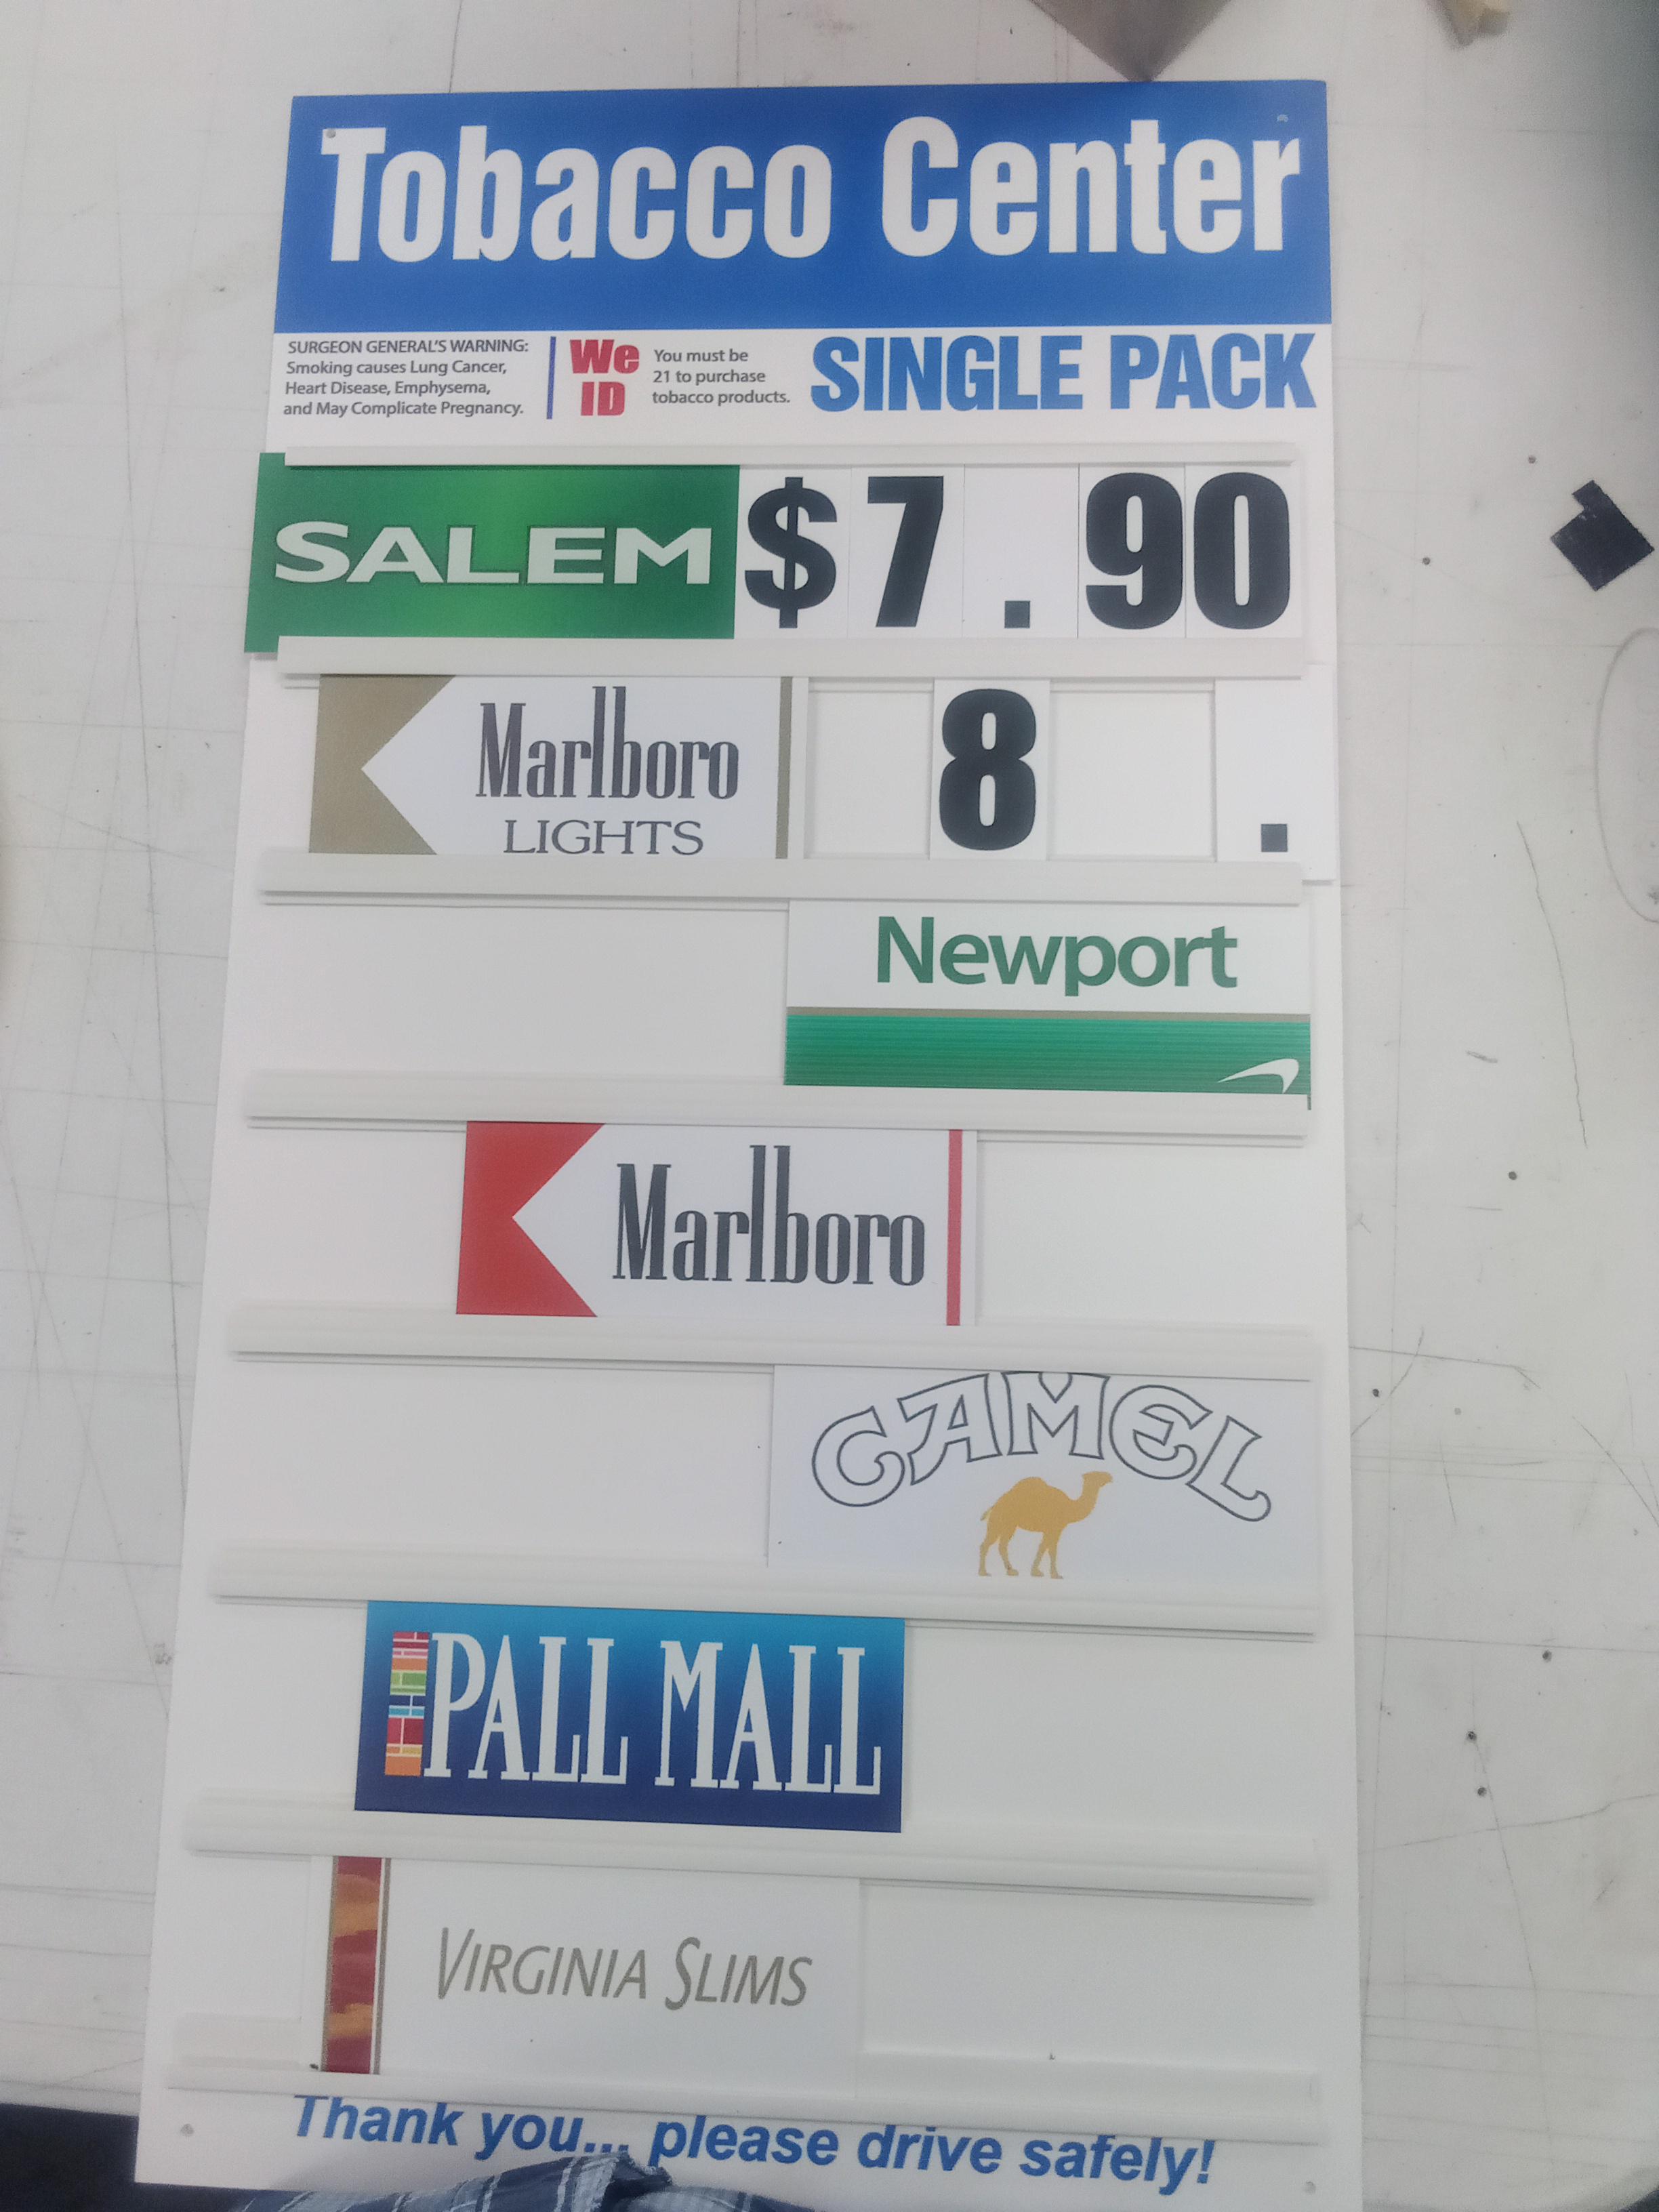 Tobacco Center
SURGEON GENERAL'S WARNING:
Smoking causes Lung Cancer,
Heart Disease, Emphysema,
and May Complicate Pregnancy.
We
ID
You must be
21 to purchase
tobacco products.
SINGLE PACK
SALEM $7.90
Marlboro
LIGHTS
8 .
Newport
Marlboro
CAMEL
PALL MALL
VIRGINIA SLIMS
Thank you... please drive safely!